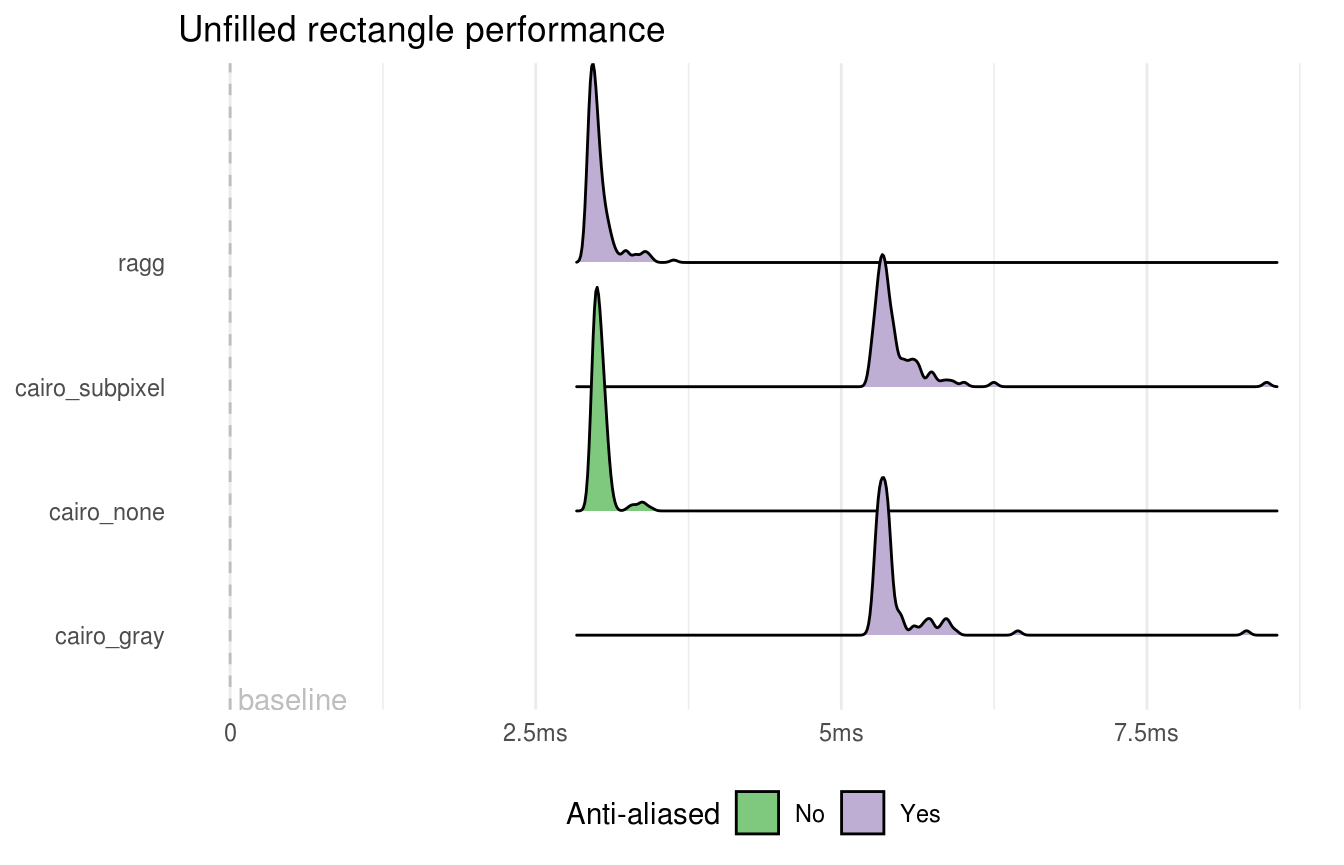 Unfilled rectangle performance
ragg
cairo_subpixel
cairo_none
cairo_gray
baseline
0 2.5ms 5ms 7.5ms
Anti-aliased No Yes